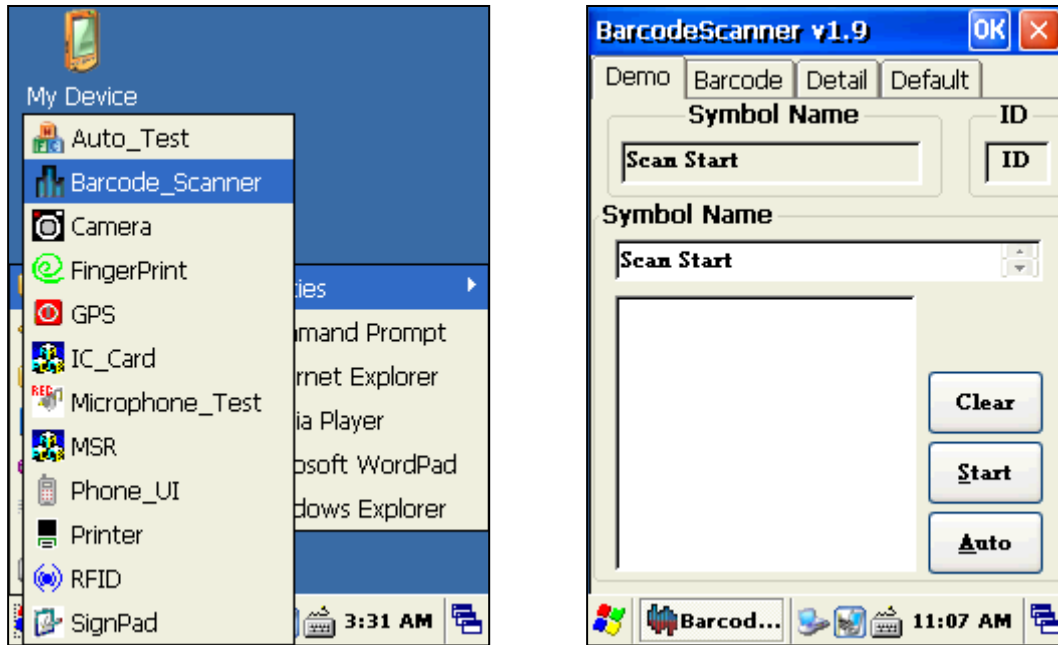 My Device
Auto_Test
Barcode_Scanner
Camera
FingerPrint
GPS
IC_Card
Microphone_Test
MSR
Phone_UI
Printer
RFID
SignPad
ties
mmand Prompt
rnet Explorer
ia Player
osoft WordPad
dows Explorer
3:31 AM
BarcodeScanner v1.9
OK
Demo Barcode Detail Default
Symbol Name ID
Scan Start ID
Symbol Name
Scan Start
Clear
Start
Auto
Barcod... 11:07 AM